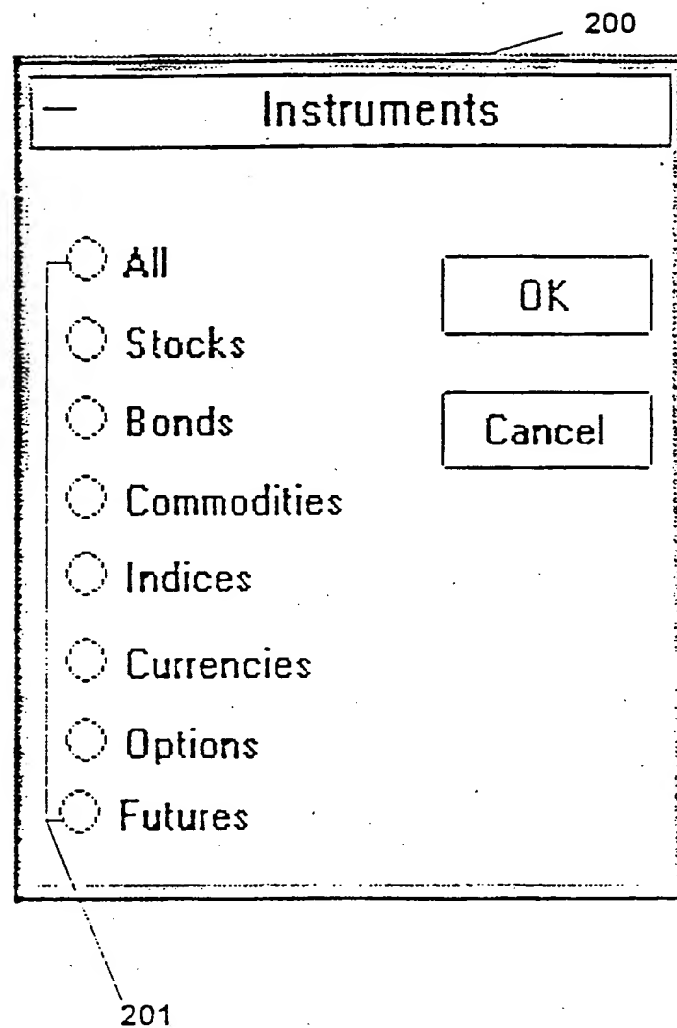 200
Instruments
All
Stocks
Bonds
Commodities
Indices
Currencies
Options
Futures
OK
Cancel
201